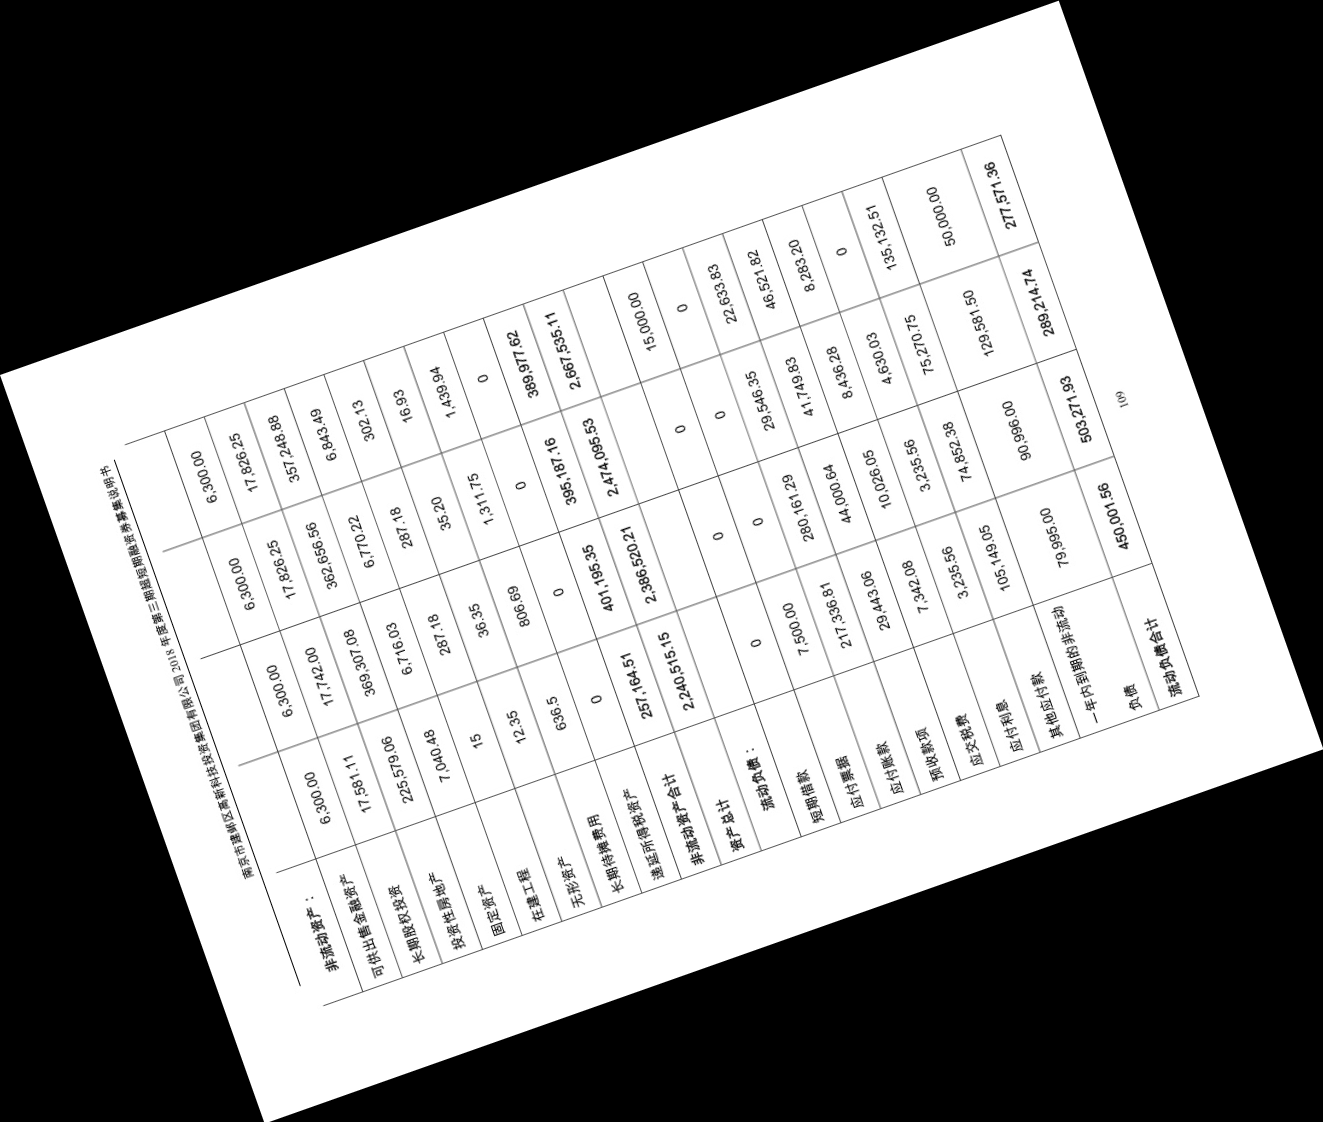 南京市建邺区高新科技投资集团有限公司 2018 年度第三期超短期融资券募集说明书
非流动资产：
可供出售金融资产 6,300.00 6,300.00 6,300.00 6,300.00
长期股权投资 17,581.11 17,742.00 17,826.25 17,826.25
投资性房地产 225,579.06 369,307.08 362,656.56 357,248.88
固定资产 7,040.48 6,716.03 6,770.22 6,843.49
在建工程 15 287.18 287.18 302.13
无形资产 12.35 36.35 35.20 16.93
长期待摊费用 636.5 806.69 1,311.75 1,439.94
递延所得税资产 0 0 0 0
非流动资产合计 257,164.51 401,195.35 395,187.16 389,977.62
资产总计 2,240,515.15 2,386,520.21 2,474,095.53 2,667,535.11
流动负债：
短期借款 0 0 0 15,000.00
应付票据 7,500.00 0 0 0
应付账款 217,336.81 280,161.29 29,546.35 22,633.83
预收款项 29,443.06 44,000.64 41,749.83 46,521.82
应交税费 7,342.08 10,026.05 8,436.28 8,283.20
应付利息 3,235.56 3,235.56 4,630.03 0
其他应付款 105,149.05 74,852.38 75,270.75 135,132.51
一年内到期的非流动
负债 79,995.00 90,996.00 129,581.50 50,000.00
流动负债合计 450,001.56 503,271.93 289,214.74 277,571.36
109